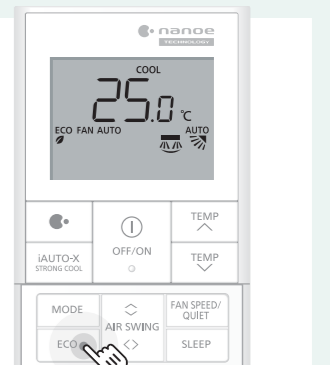 nanoe
TECHNOLOGY
COOL
25.0 ℃
ECO FAN AUTO AUTO
TEMP
OFF/ON
iAUTO-X
STRONG COOL
TEMP
MODE
FAN SPEED/
QUIET
AIR SWING
ECO
SLEEP